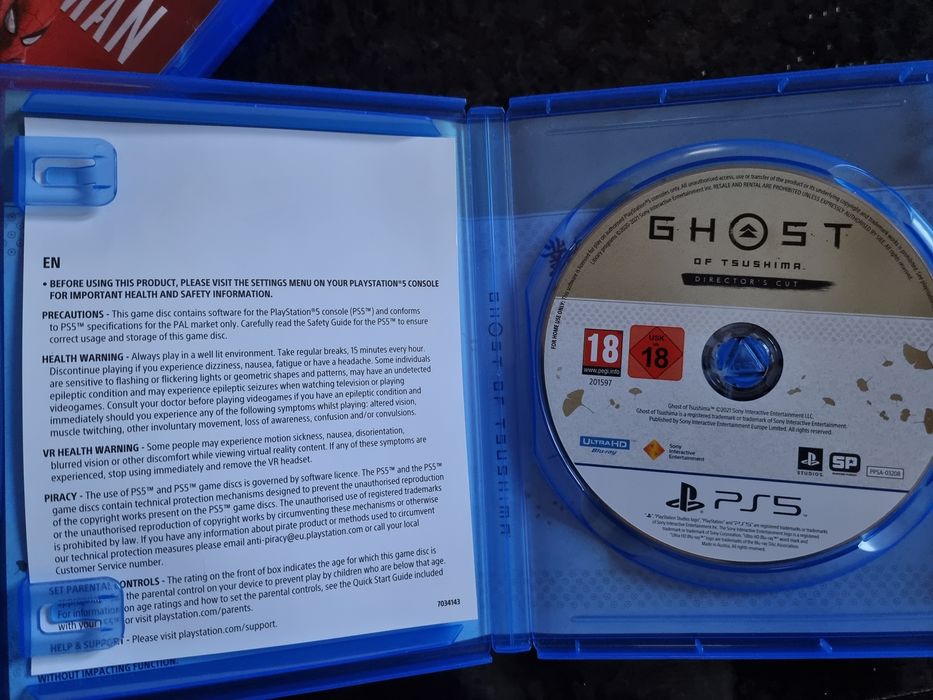 MAN
EN
• BEFORE USING THIS PRODUCT, PLEASE VISIT THE SETTINGS MENU ON YOUR PLAYSTATION®5 CONSOLE
FOR IMPORTANT HEALTH AND SAFETY INFORMATION.
PRECAUTIONS - This game disc contains software for the PlayStation®5 console (PS5™) and conforms
to PS5™ specifications for the PAL market only. Carefully read the Safety Guide for the PS5™ to ensure
correct usage and storage of this game disc.
HEALTH WARNING - Always play in a well lit environment. Take regular breaks, 15 minutes every hour.
Discontinue playing if you experience dizziness, nausea, fatigue or have a headache. Some individuals
are sensitive to flashing or flickering lights or geometric shapes and patterns, may have an undetected
epileptic condition and may experience epileptic seizures when watching television or playing
videogames. Consult your doctor before playing videogames if you have an epileptic condition and
immediately should you experience any of the following symptoms whilst playing: altered vision,
muscle twitching, other involuntary movement, loss of awareness, confusion and/or convulsions.
VR HEALTH WARNING - Some people may experience motion sickness, nausea, disorientation,
blurred vision or other discomfort while viewing virtual reality content. If any of these symptoms are
experienced, stop using immediately and remove the VR headset.
PIRACY - The use of PS5™ and PS5™ game discs is governed by software licence. The PS5™ and the PS5™
game discs contain technical protection mechanisms designed to prevent the unauthorised reproduction
of the copyright works present on the PS5™ game discs. The unauthorised use of registered trademarks
or the unauthorised reproduction of copyright works by circumventing these mechanisms or otherwise
is prohibited by law. If you have any information about pirate product or methods used to circumvent
our technical protection measures please email anti-piracy@eu.playstation.com or call your local
Customer Service number.
SET PARENTAL CONTROLS - The rating on the front of box indicates the age for which this game disc is
appropriate. the parental control on your device to prevent play by children who are below that age.
For information on age ratings and how to set the parental controls, see the Quick Start Guide included
with your PS5™ or visit playstation.com/parents.
HELP & SUPPORT - Please visit playstation.com/support.
7034143
WITHOUT IMPACTING FUNCTION.
GHOST OF TSUSHIMA
FOR HOME USE ONLY.
GHOST
OF TSUSHIMA
DIRECTOR'S CUT
18
www.pegi.info
201597
USK
18
Ghost of Tsushima™ ©2021 Sony Interactive Entertainment LLC.
Ghost of Tsushima is a registered trademark or trademark of Sony Interactive Entertainment LLC.
Published by Sony Interactive Entertainment Europe Limited. All rights reserved.
ULTRA HD
Blu-ray
Sony
Interactive
Entertainment
PlayStation
STUDIOS
SP
PPSA-03208
PS5
Made in Austria. All rights reserved.